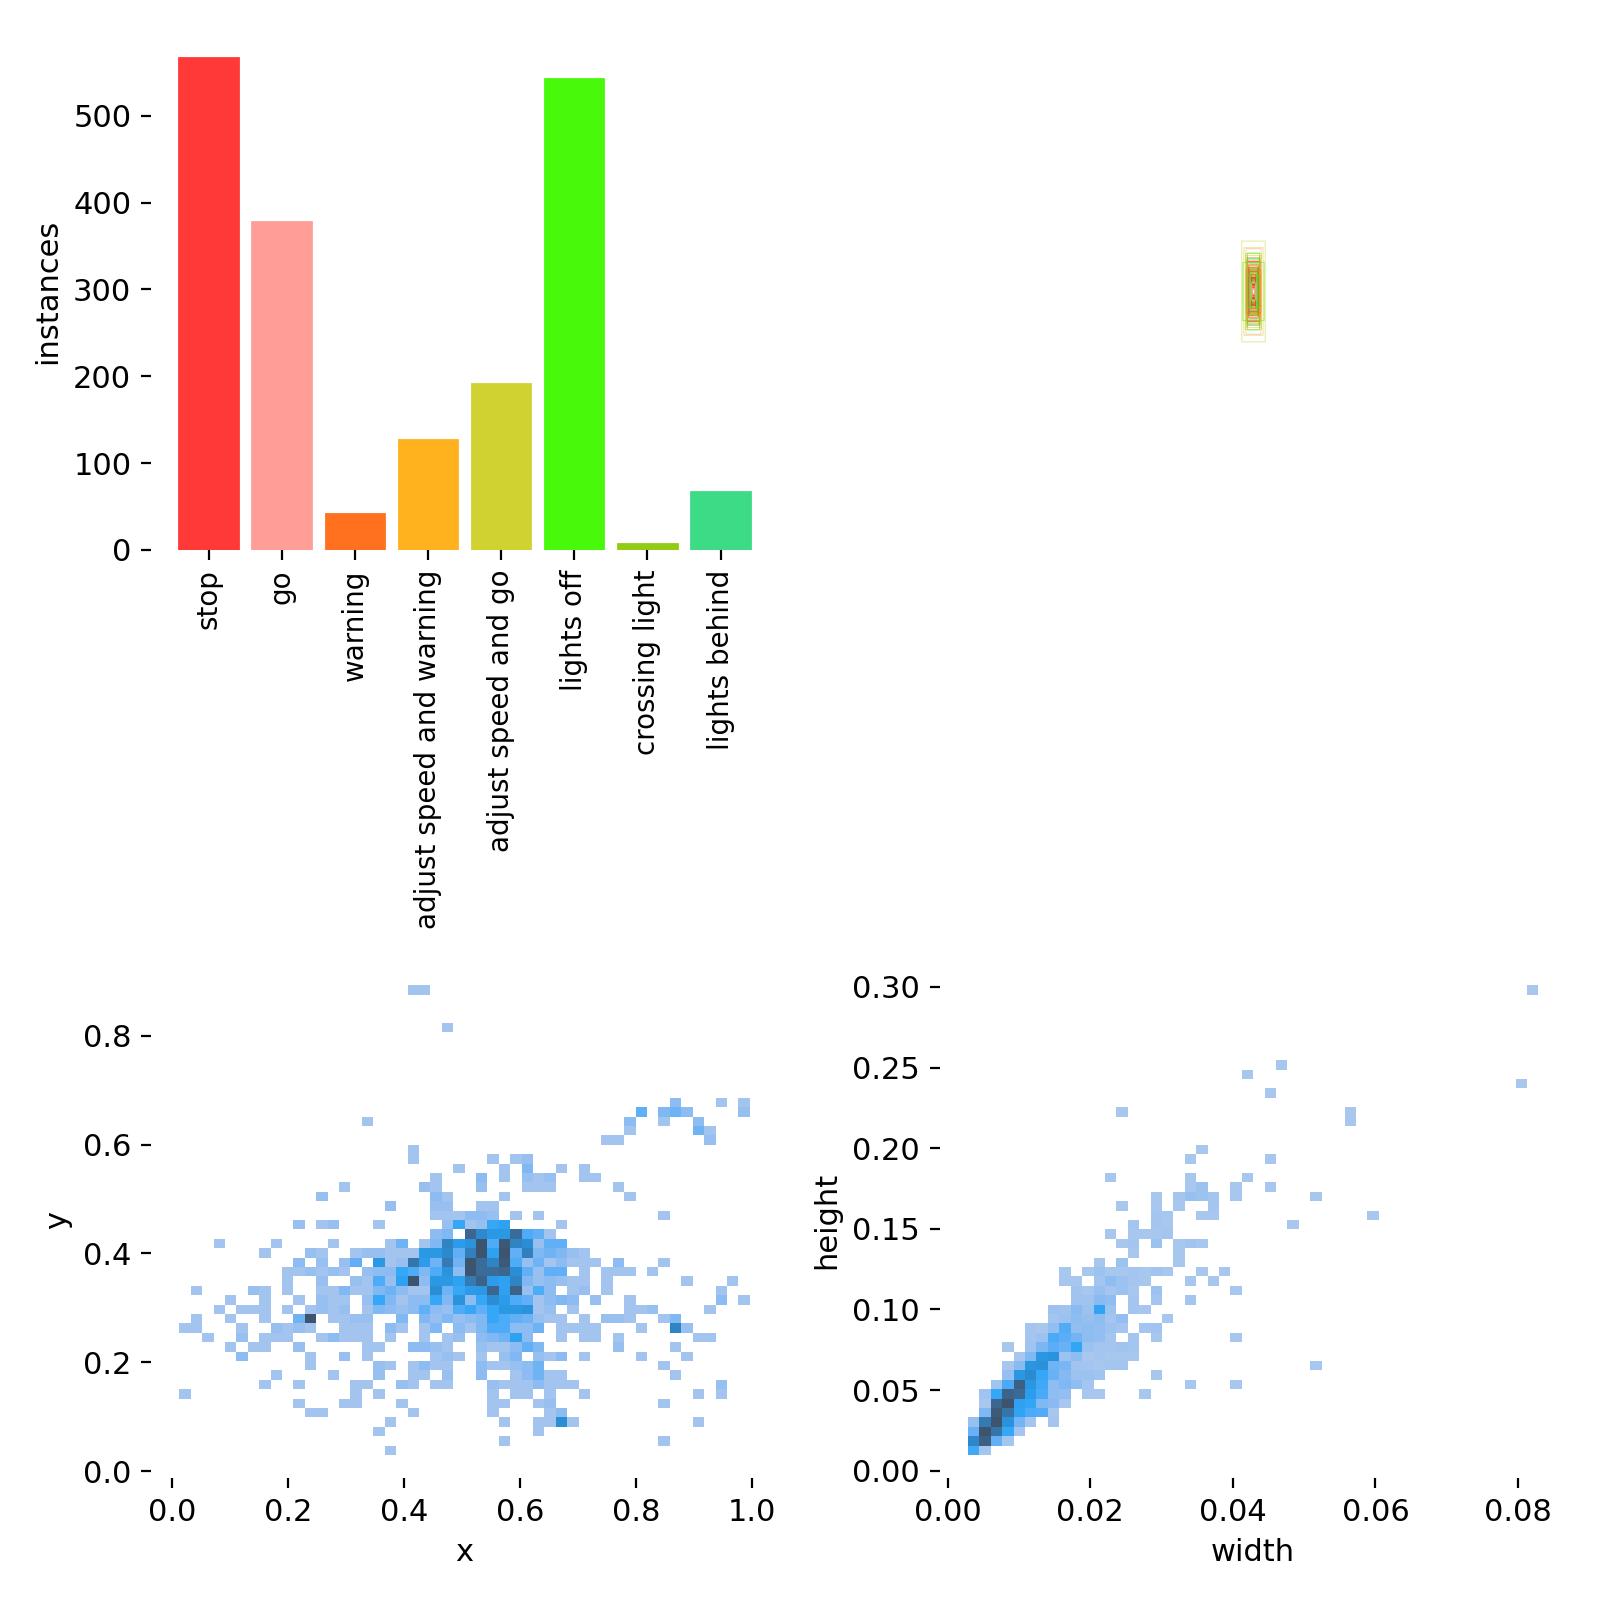 instances
500
400
300
200
100
0
stop
go
warning
adjust speed and warning
adjust speed and go
lights off
crossing light
lights behind
y
0.8
0.6
0.4
0.2
0.0
0.0 0.2 0.4 0.6 0.8 1.0
x
height
0.30
0.25
0.20
0.15
0.10
0.05
0.00
0.00 0.02 0.04 0.06 0.08
width